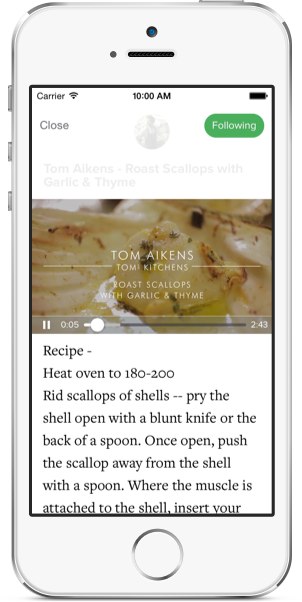 Carrier 10:00 AM
Close Following
Tom Aikens - Roast Scallops with
Garlic & Thyme
TOM AIKENS
TOM'S KITCHENS
ROAST SCALLOPS
WITH GARLIC & THYME
0:05 2:43
Recipe -
Heat oven to 180-200
Rid scallops of shells -- pry the
shell open with a blunt knife or the
back of a spoon. Once open, push
the scallop away from the shell
with a spoon. Where the muscle is
attached to the shell, insert your